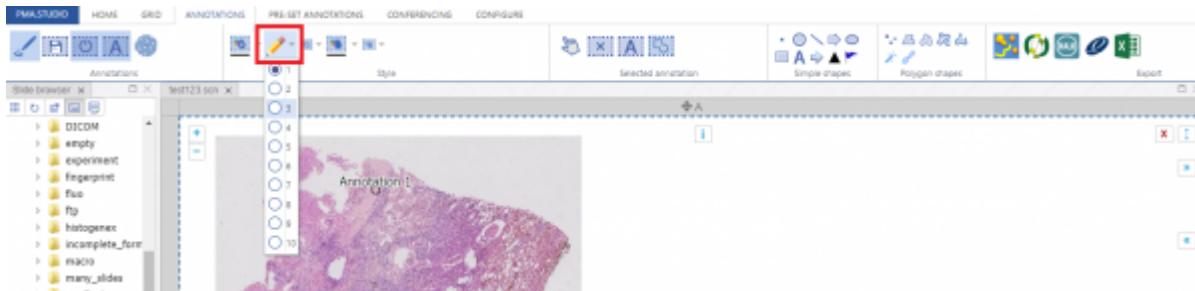 PMA.STUDIO HOME GRID ANNOTATIONS PRE-SET ANNOTATIONS CONFERENCING CONFIGURE
Annotations Style Selected annotation Simple shapes Polygon shapes Export
Slide browser x test123.scn x
A
DICOM
empty
experiment
fingerprint
fluo
ftp
histogenex
incomplete_form
macro
many_slides
1
2
3
4
5
6
7
8
9
10
Annotation 1